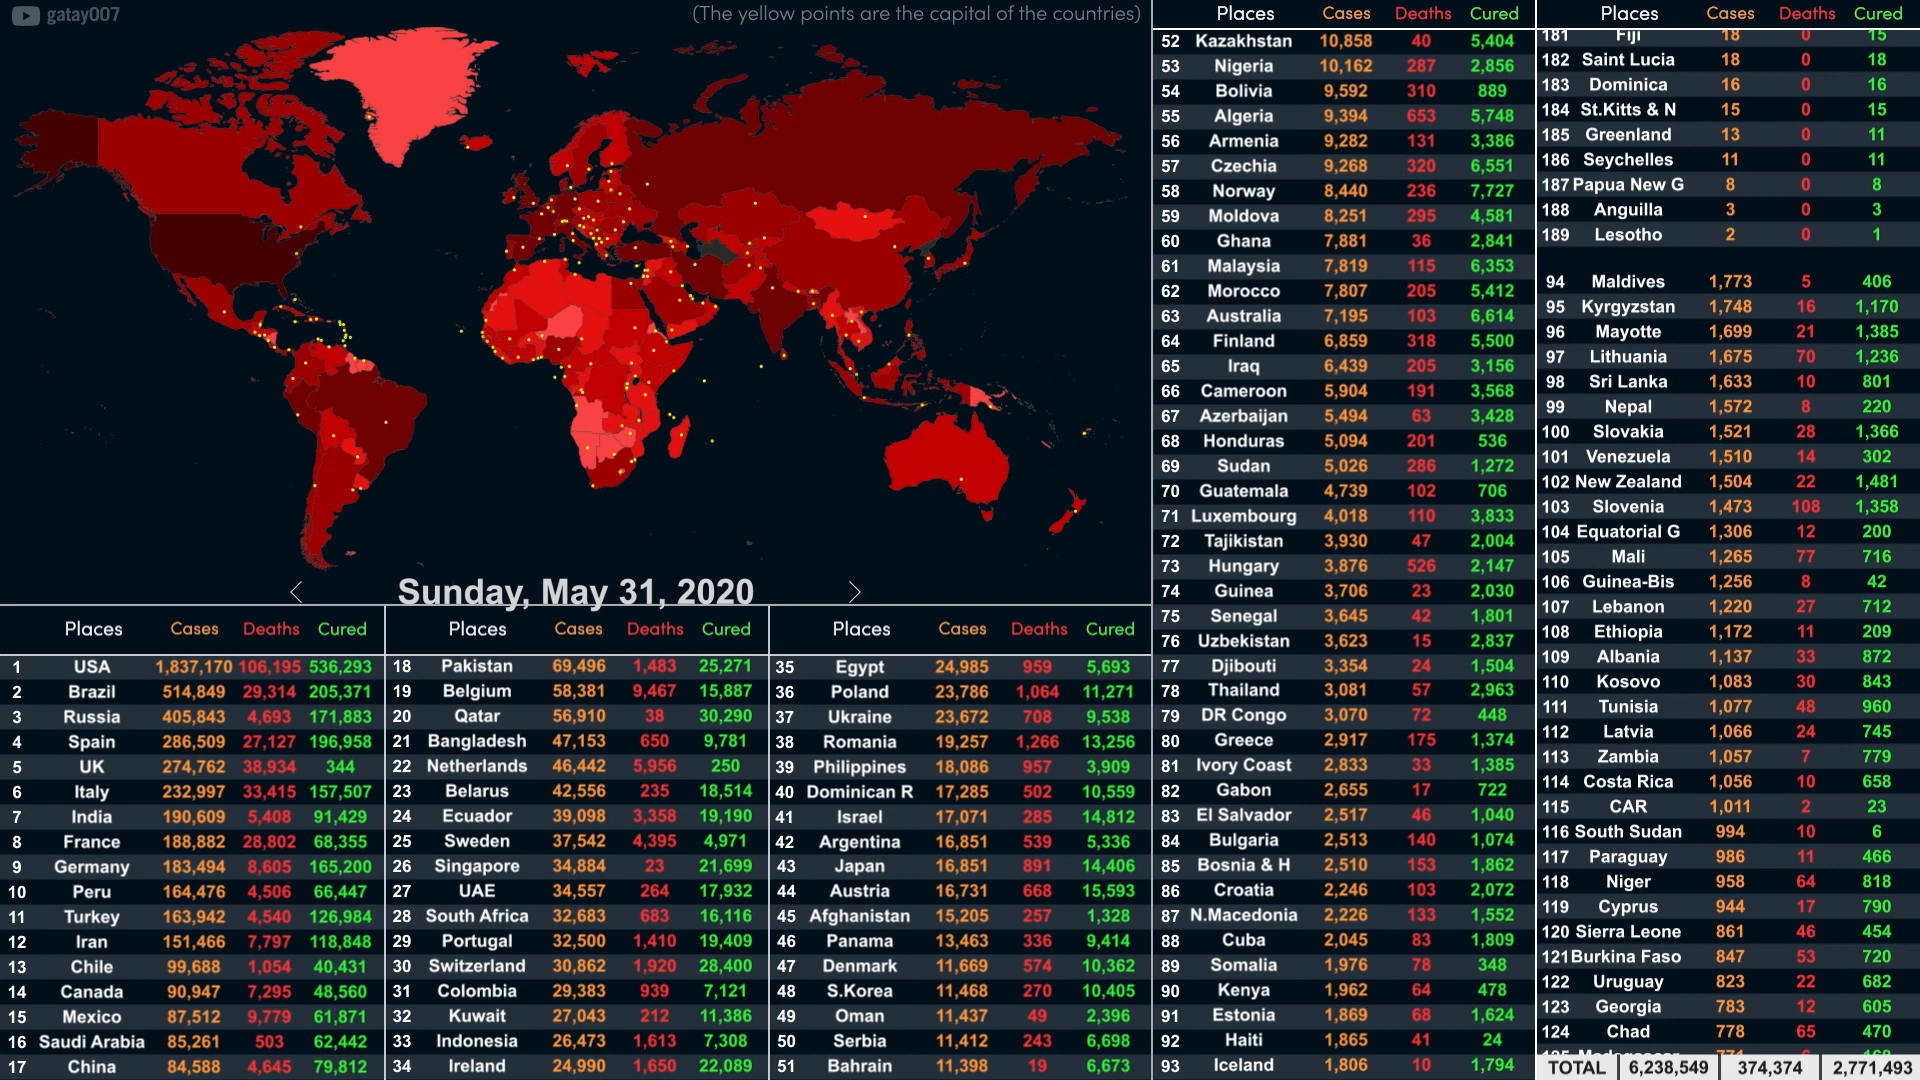 gatay007
(The yellow points are the capital of the countries)
Sunday, May 31, 2020
Places Cases Deaths Cured
1 USA 1,837,170 106,195 536,293
2 Brazil 514,849 29,314 205,371
3 Russia 405,843 4,693 171,883
4 Spain 286,509 27,127 196,958
5 UK 274,762 38,934 344
6 Italy 232,997 33,415 157,507
7 India 190,609 5,408 91,429
8 France 188,882 28,802 68,355
9 Germany 183,494 8,605 165,200
10 Peru 164,476 4,506 66,447
11 Turkey 163,942 4,540 126,984
12 Iran 151,466 7,797 118,848
13 Chile 99,688 1,054 40,431
14 Canada 90,947 7,295 48,560
15 Mexico 87,512 9,779 61,871
16 Saudi Arabia 85,261 503 62,442
17 China 84,588 4,645 79,812
Places Cases Deaths Cured
18 Pakistan 69,496 1,483 25,271
19 Belgium 58,381 9,467 15,887
20 Qatar 56,910 38 30,290
21 Bangladesh 47,153 650 9,781
22 Netherlands 46,442 5,956 250
23 Belarus 42,556 235 18,514
24 Ecuador 39,098 3,358 19,190
25 Sweden 37,542 4,395 4,971
26 Singapore 34,884 23 21,699
27 UAE 34,557 264 17,932
28 South Africa 32,683 683 16,116
29 Portugal 32,500 1,410 19,409
30 Switzerland 30,862 1,920 28,400
31 Colombia 29,383 939 7,121
32 Kuwait 27,043 212 11,386
33 Indonesia 26,473 1,613 7,308
34 Ireland 24,990 1,650 22,089
Places Cases Deaths Cured
35 Egypt 24,985 959 5,693
36 Poland 23,786 1,064 11,271
37 Ukraine 23,672 708 9,538
38 Romania 19,257 1,266 13,256
39 Philippines 18,086 957 3,909
40 Dominican R 17,285 502 10,559
41 Israel 17,071 285 14,812
42 Argentina 16,851 539 5,336
43 Japan 16,851 891 14,406
44 Austria 16,731 668 15,593
45 Afghanistan 15,205 257 1,328
46 Panama 13,463 336 9,414
47 Denmark 11,669 574 10,362
48 S.Korea 11,468 270 10,405
49 Oman 11,437 49 2,396
50 Serbia 11,412 243 6,698
51 Bahrain 11,398 19 6,673
Places Cases Deaths Cured
52 Kazakhstan 10,858 40 5,404
53 Nigeria 10,162 287 2,856
54 Bolivia 9,592 310 889
55 Algeria 9,394 653 5,748
56 Armenia 9,282 131 3,386
57 Czechia 9,268 320 6,551
58 Norway 8,440 236 7,727
59 Moldova 8,251 295 4,581
60 Ghana 7,881 36 2,841
61 Malaysia 7,819 115 6,353
62 Morocco 7,807 205 5,412
63 Australia 7,195 103 6,614
64 Finland 6,859 318 5,500
65 Iraq 6,439 205 3,156
66 Cameroon 5,904 191 3,568
67 Azerbaijan 5,494 63 3,428
68 Honduras 5,094 201 536
69 Sudan 5,026 286 1,272
70 Guatemala 4,739 102 706
71 Luxembourg 4,018 110 3,833
72 Tajikistan 3,930 47 2,004
73 Hungary 3,876 526 2,147
74 Guinea 3,706 23 2,030
75 Senegal 3,645 42 1,801
76 Uzbekistan 3,623 15 2,837
77 Djibouti 3,354 24 1,504
78 Thailand 3,081 57 2,963
79 DR Congo 3,070 72 448
80 Greece 2,917 175 1,374
81 Ivory Coast 2,833 33 1,385
82 Gabon 2,655 17 722
83 El Salvador 2,517 46 1,040
84 Bulgaria 2,513 140 1,074
85 Bosnia & H 2,510 153 1,862
86 Croatia 2,246 103 2,072
87 N.Macedonia 2,226 133 1,552
88 Cuba 2,045 83 1,809
89 Somalia 1,976 78 348
90 Kenya 1,962 64 478
91 Estonia 1,869 68 1,624
92 Haiti 1,865 41 24
93 Iceland 1,806 10 1,794
Places Cases Deaths Cured
181 Fiji 18 0 15
182 Saint Lucia 18 0 18
183 Dominica 16 0 16
184 St.Kitts & N 15 0 15
185 Greenland 13 0 11
186 Seychelles 11 0 11
187 Papua New G 8 0 8
188 Anguilla 3 0 3
189 Lesotho 2 0 1
94 Maldives 1,773 5 406
95 Kyrgyzstan 1,748 16 1,170
96 Mayotte 1,699 21 1,385
97 Lithuania 1,675 70 1,236
98 Sri Lanka 1,633 10 801
99 Nepal 1,572 8 220
100 Slovakia 1,521 28 1,366
101 Venezuela 1,510 14 302
102 New Zealand 1,504 22 1,481
103 Slovenia 1,473 108 1,358
104 Equatorial G 1,306 12 200
105 Mali 1,265 77 716
106 Guinea-Bis 1,256 8 42
107 Lebanon 1,220 27 712
108 Ethiopia 1,172 11 209
109 Albania 1,137 33 872
110 Kosovo 1,083 30 843
111 Tunisia 1,077 48 960
112 Latvia 1,066 24 745
113 Zambia 1,057 7 779
114 Costa Rica 1,056 10 658
115 CAR 1,011 2 23
116 South Sudan 994 10 6
117 Paraguay 986 11 466
118 Niger 958 64 818
119 Cyprus 944 17 790
120 Sierra Leone 861 46 454
121 Burkina Faso 847 53 720
122 Uruguay 823 22 682
123 Georgia 783 12 605
124 Chad 778 65 470
TOTAL 6,238,549 374,374 2,771,493